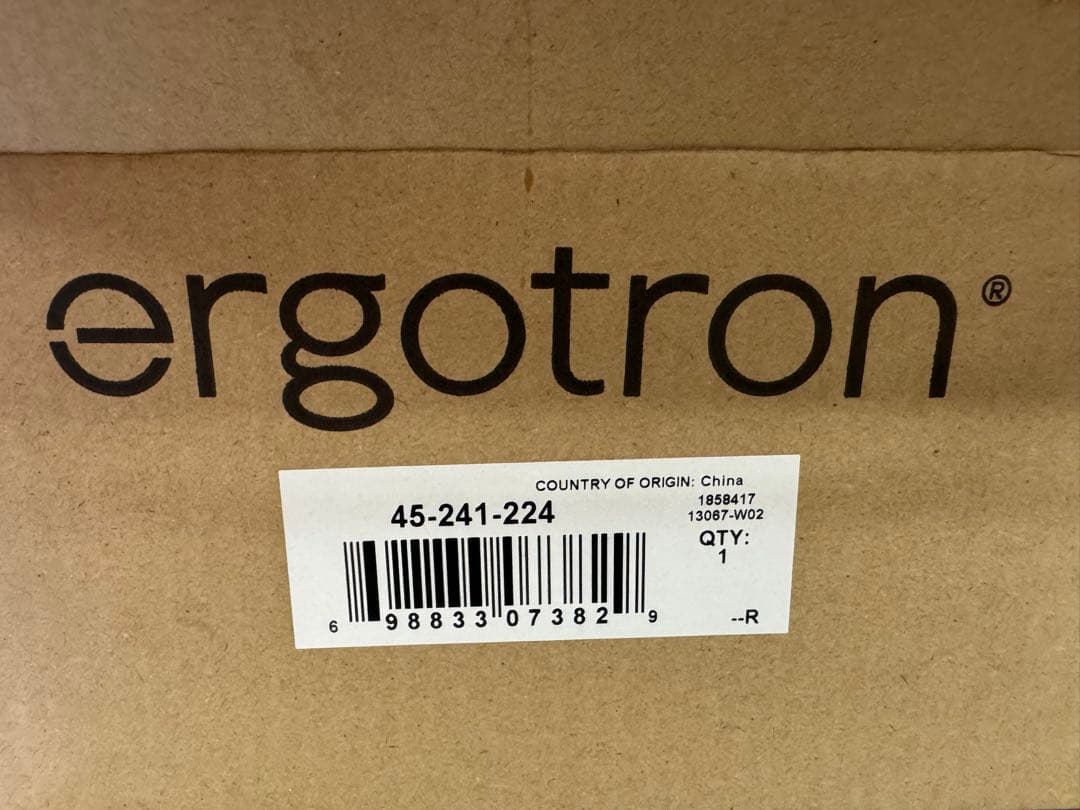 ergotron®
COUNTRY OF ORIGIN: China
1858417
45-241-224
13067-W02
QTY:
1
6 98833 07382 9
--R